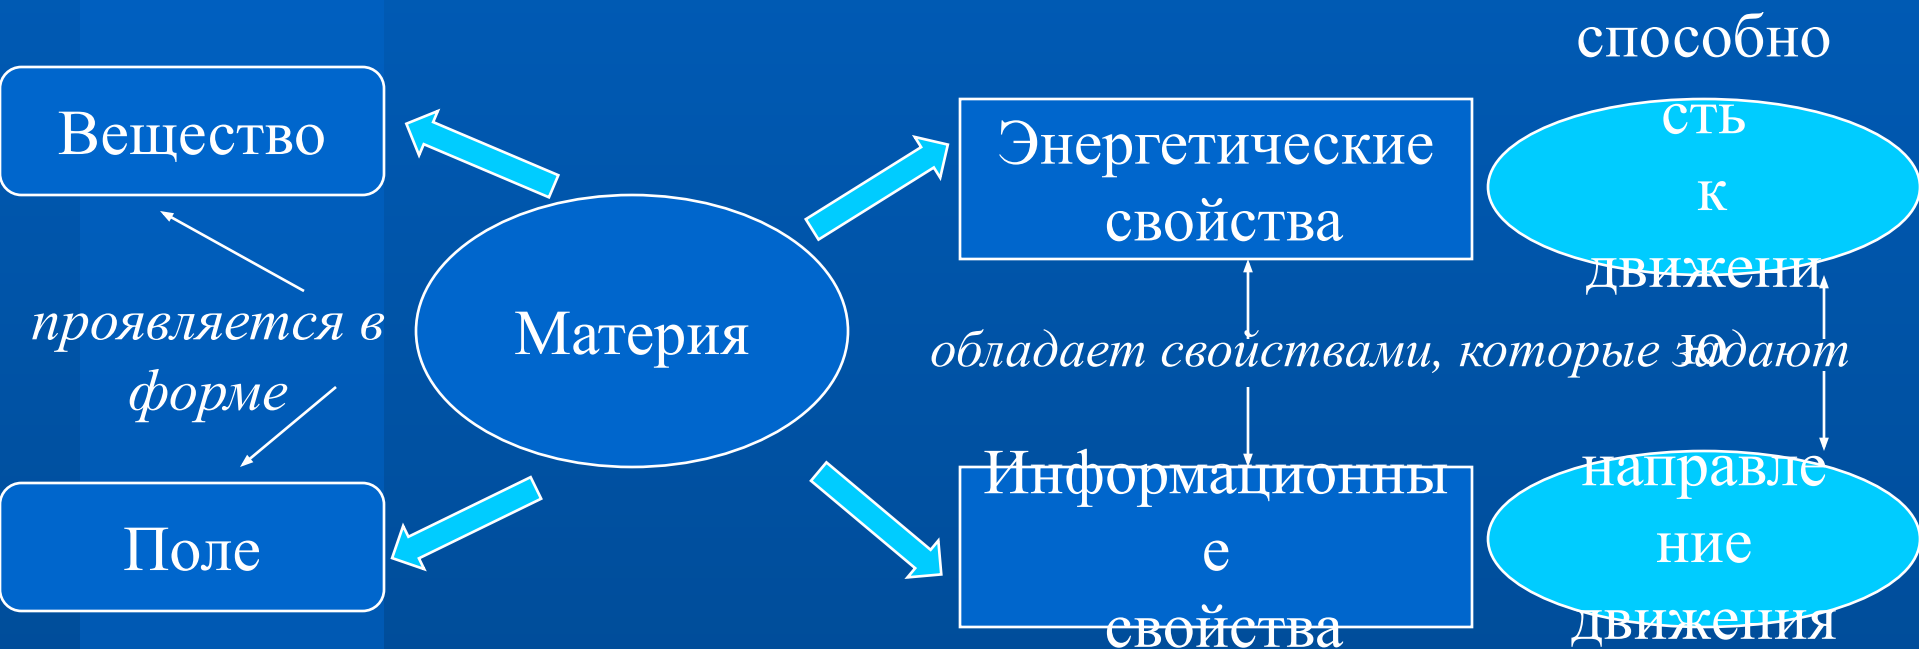 Вещество
проявляется в
форме
Поле
Материя
Энергетические
свойства
обладает свойствами, которые задают
Информационны
е
свойства
способно
сть
к
движени
ю
направле
ние
движения